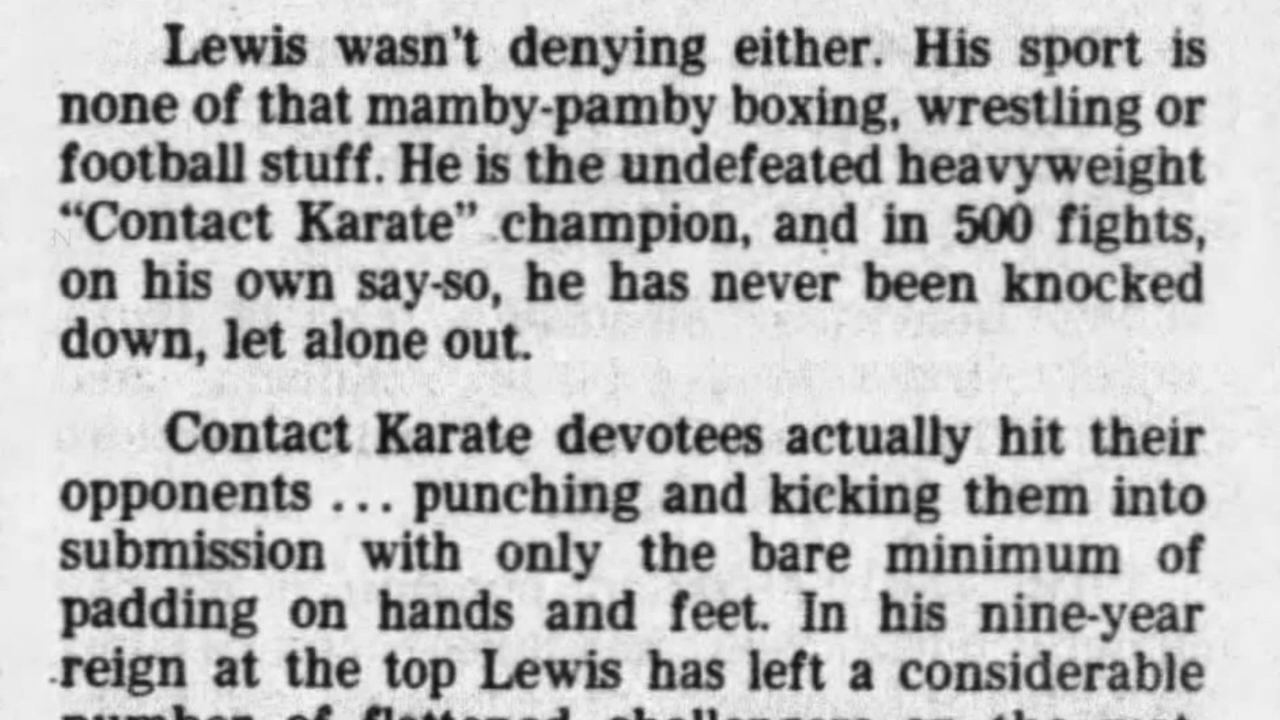 Lewis wasn't denying either. His sport is
none of that mamby-pamby boxing, wrestling or
football stuff. He is the undefeated heavyweight
“Contact Karate” champion, and in 500 fights,
on his own say-so, he has never been knocked
down, let alone out.
Contact Karate devotees actually hit their
opponents ... punching and kicking them into
submission with only the bare minimum of
padding on hands and feet. In his nine-year
reign at the top Lewis has left a considerable